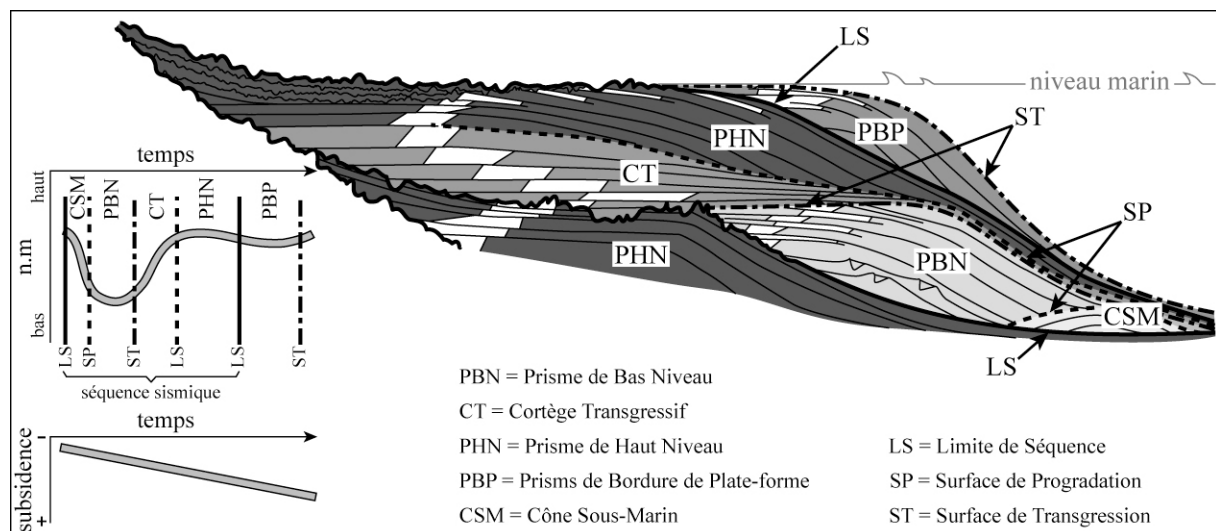 LS
niveau marin
ST
PHN
PBP
CT
SP
PHN
PBN
CSM
LS
temps
haut
n.m
bas
CSM
PBN
CT
PHN
PBP
LS
SP
ST
LS
LS
ST
séquence sismique
temps
-
subsidence
+
PBN = Prisme de Bas Niveau
CT = Cortège Transgressif
PHN = Prisme de Haut Niveau
PBP = Prisms de Bordure de Plate-forme
CSM = Cône Sous-Marin
LS = Limite de Séquence
SP = Surface de Progradation
ST = Surface de Transgression